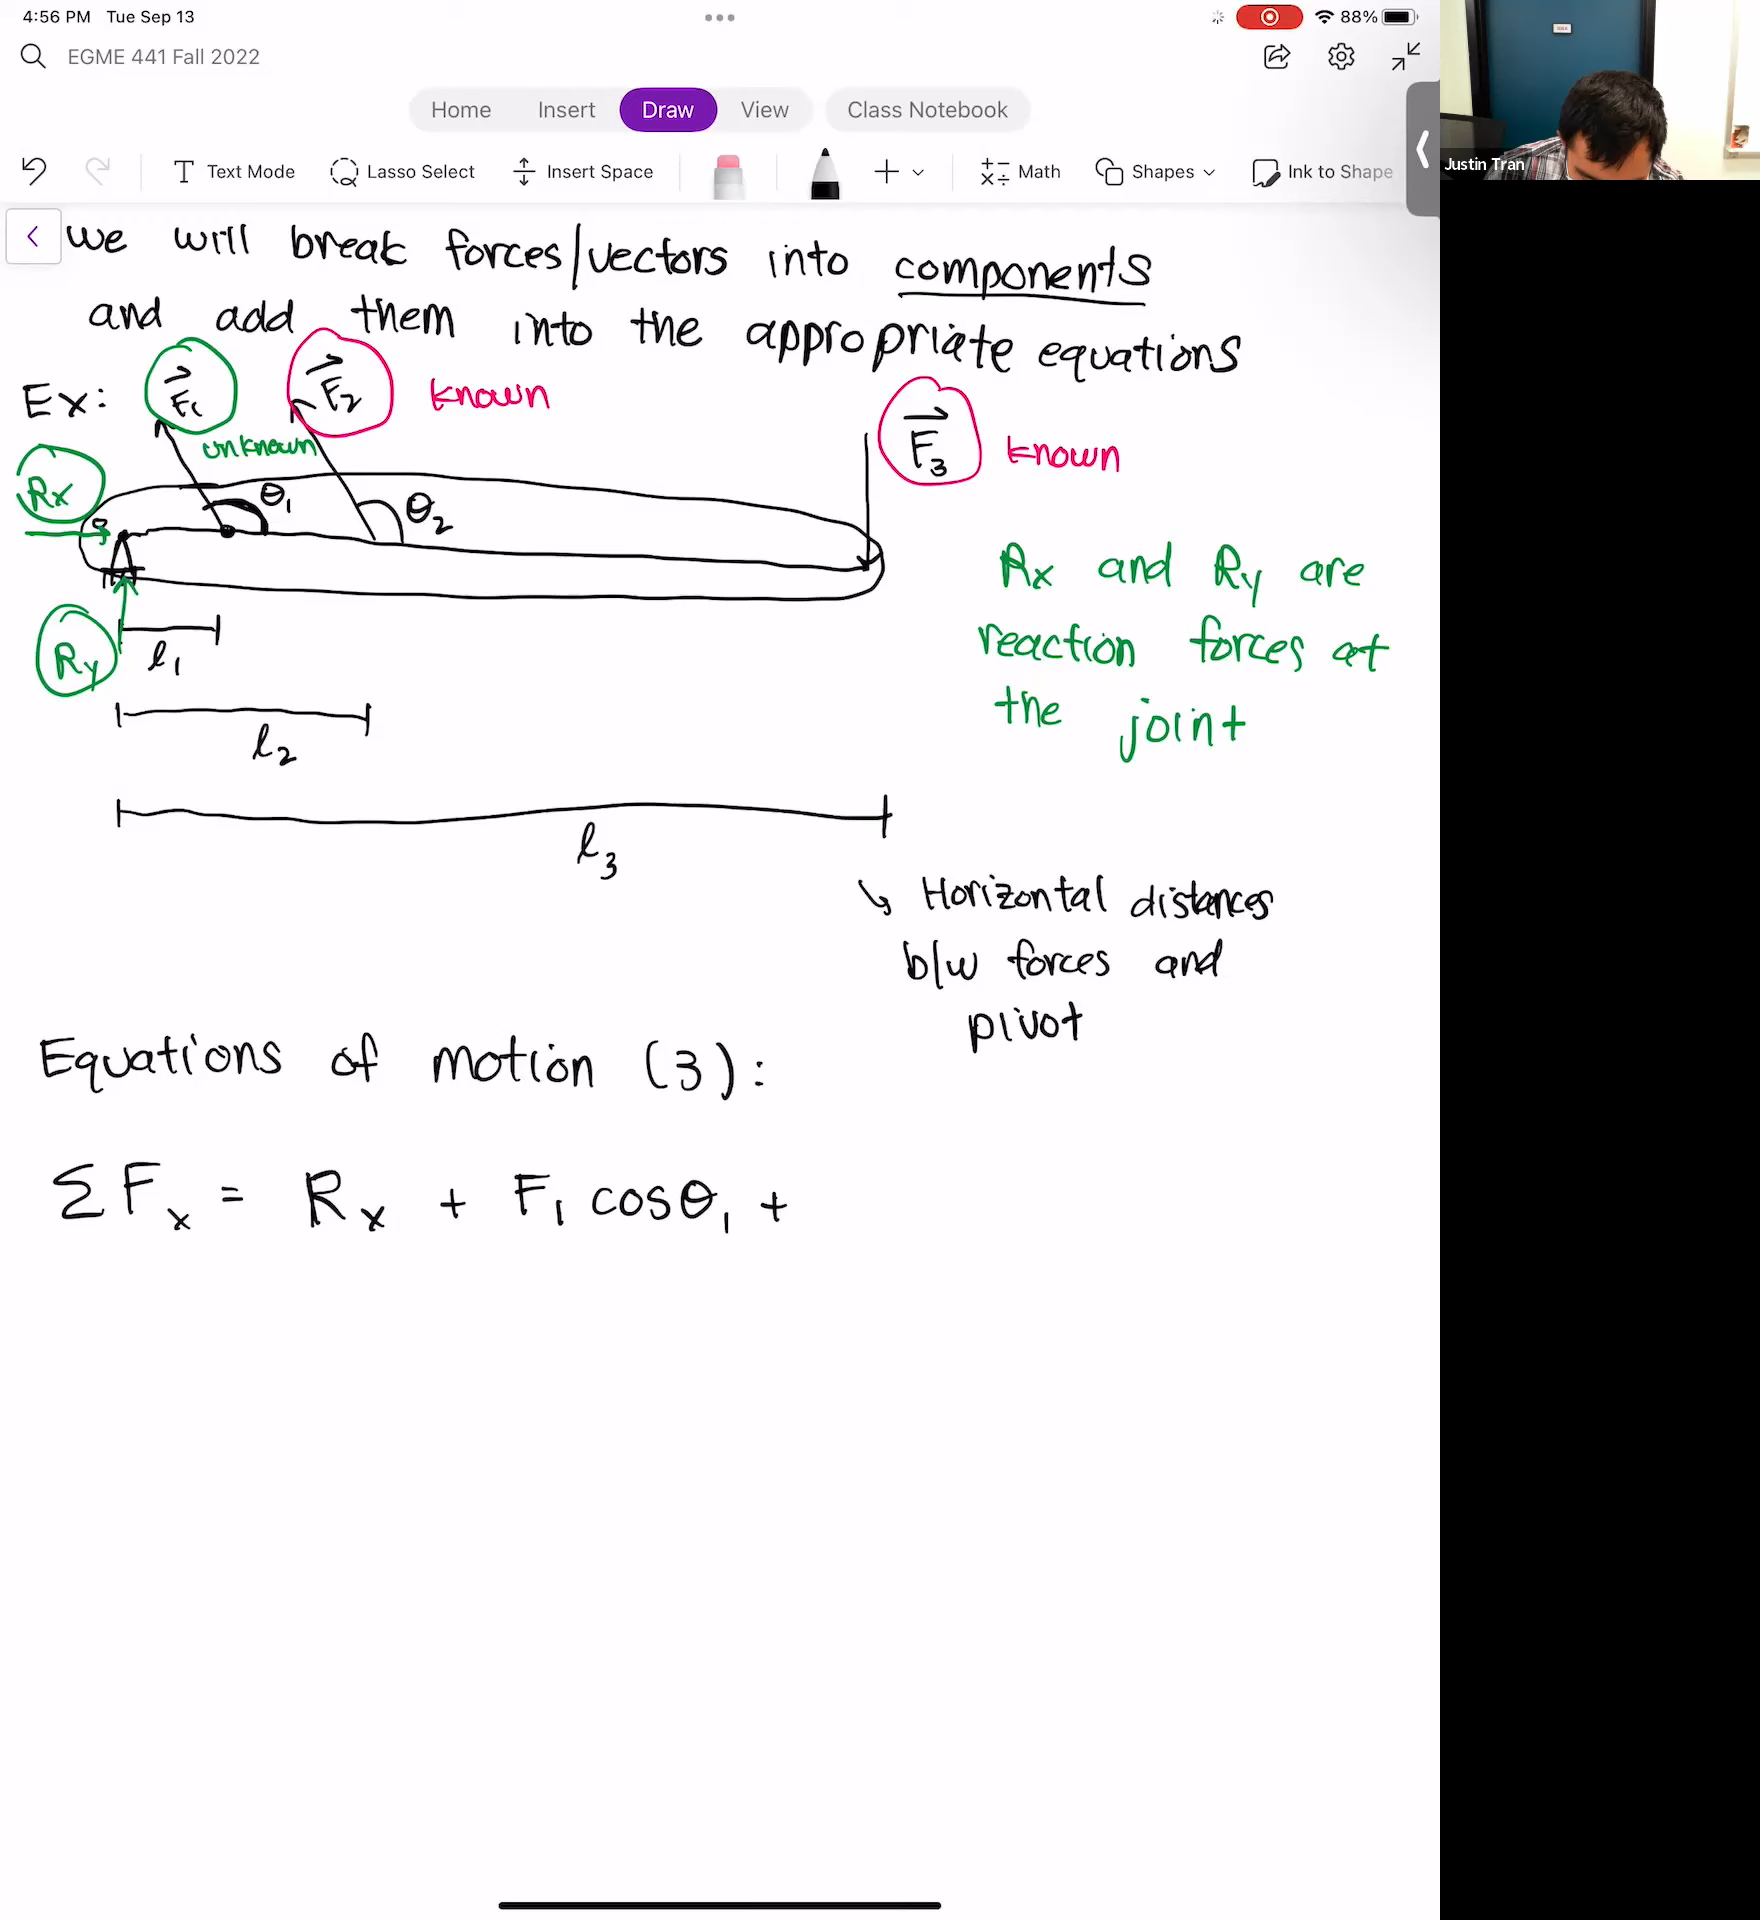 4:56 PM Tue Sep 13
88%
EGME 441 Fall 2022
Home Insert Draw View Class Notebook
Text Mode Lasso Select Insert Space Math Shapes Ink to Shape
Justin Tran
we will break forces/vectors into components
and add them into the appropriate equations
Ex: F₁ F₂ known
unknown
F₃ known
Rx θ₁ θ₂
Rx and Ry are
reaction forces at
the joint
Ry l₁
l₂
l₃
↳ Horizontal distances
b/w forces and
pivot
Equations of motion (3):
ΣFx = Rx + F₁ cosθ₁ +